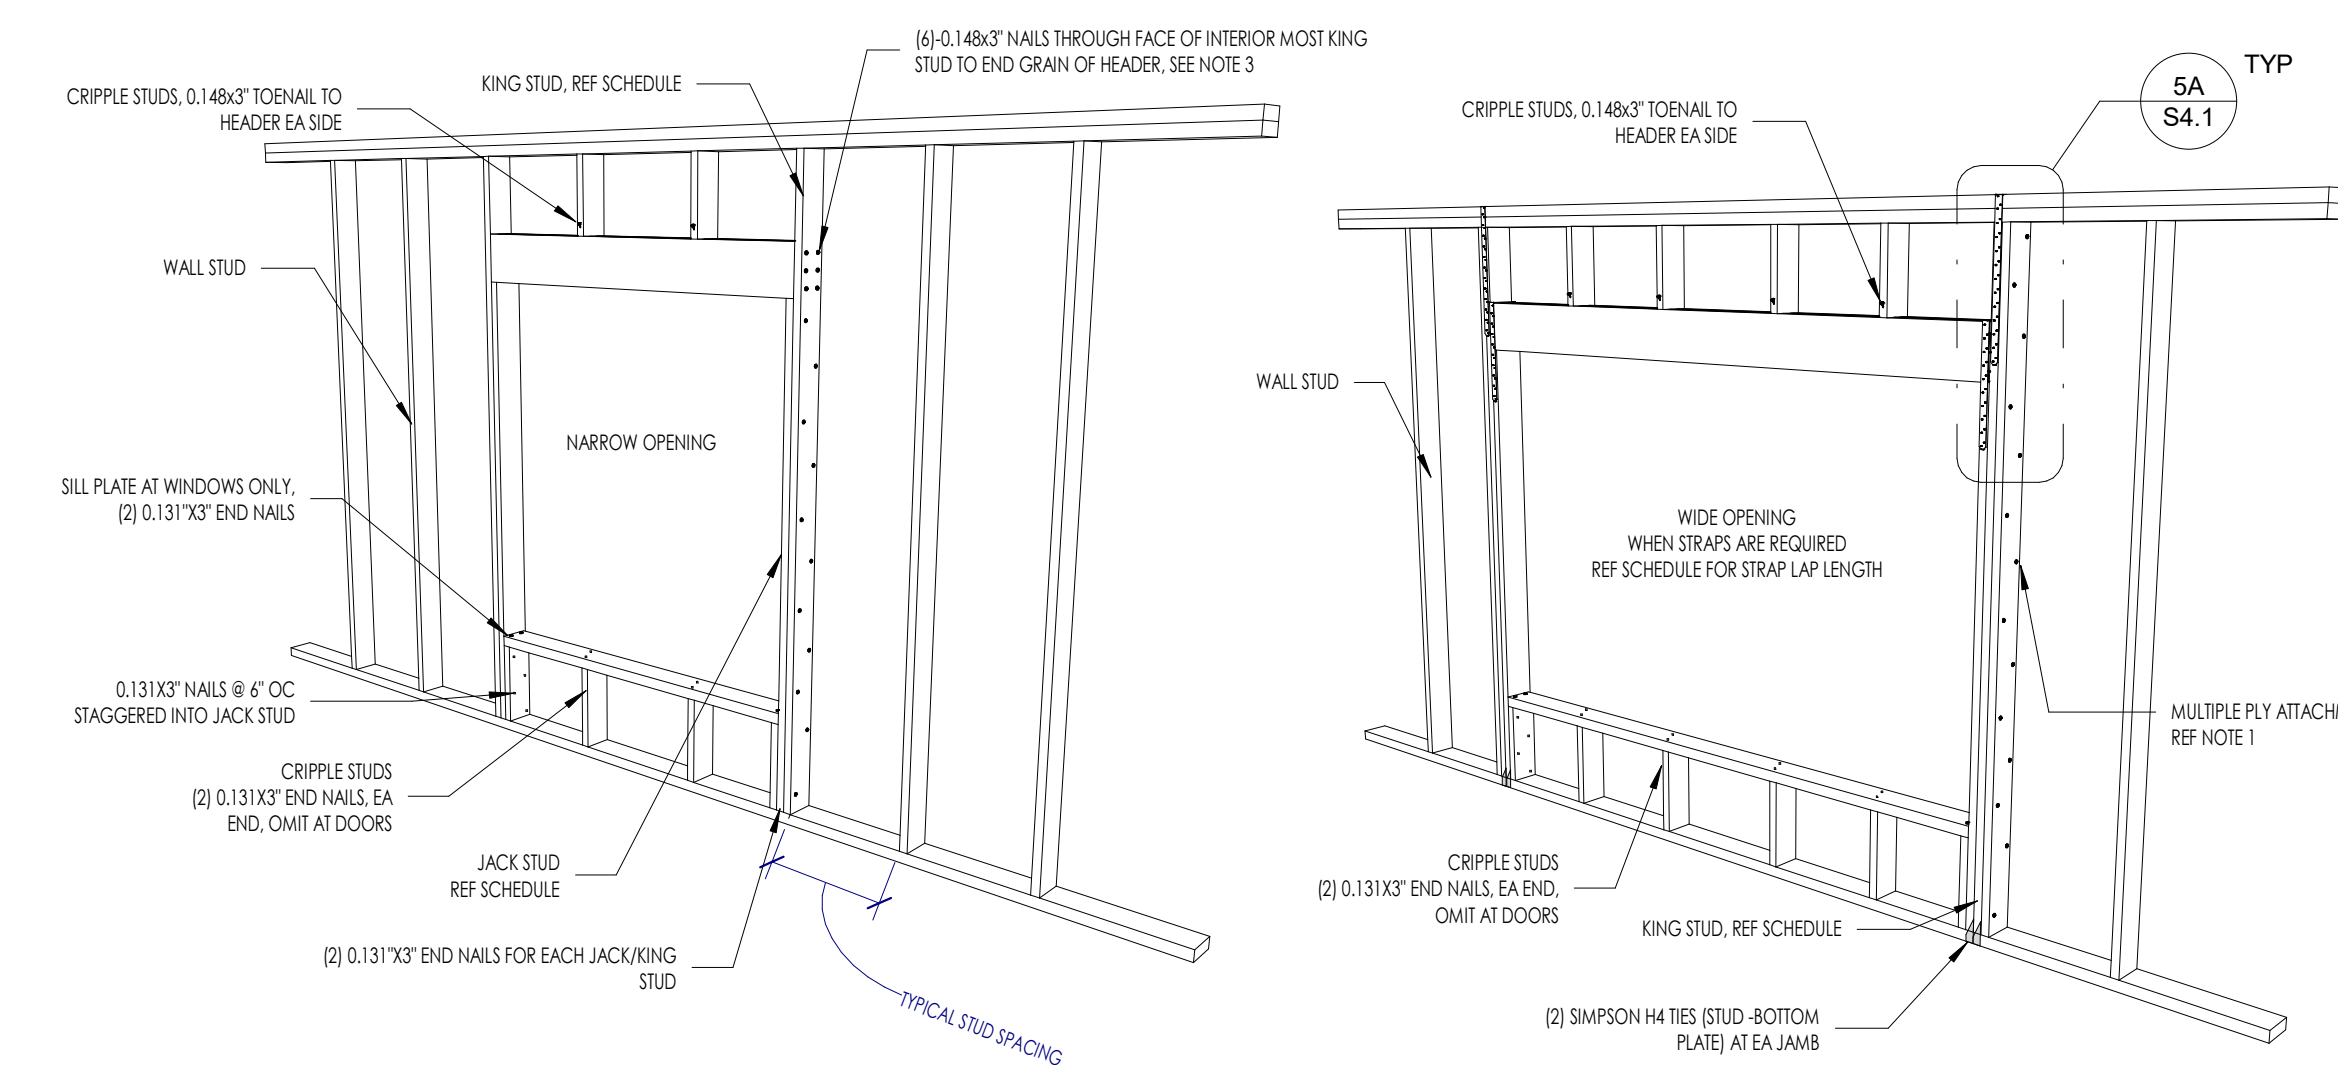 (6)-0.148x3" NAILS THROUGH FACE OF INTERIOR MOST KING
STUD TO END GRAIN OF HEADER, SEE NOTE 3
KING STUD, REF SCHEDULE
CRIPPLE STUDS, 0.148x3" TOENAIL TO
HEADER EA SIDE
WALL STUD
NARROW OPENING
SILL PLATE AT WINDOWS ONLY,
(2) 0.131"X3" END NAILS
0.131X3" NAILS @ 6" OC
STAGGERED INTO JACK STUD
CRIPPLE STUDS
(2) 0.131X3" END NAILS, EA
END, OMIT AT DOORS
JACK STUD
REF SCHEDULE
(2) 0.131"X3" END NAILS FOR EACH JACK/KING
STUD
TYPICAL STUD SPACING
5A
S4.1
TYP
CRIPPLE STUDS, 0.148x3" TOENAIL TO
HEADER EA SIDE
WALL STUD
WIDE OPENING
WHEN STRAPS ARE REQUIRED
REF SCHEDULE FOR STRAP LAP LENGTH
MULTIPLE PLY
REF NOTE 1
CRIPPLE STUDS
(2) 0.131X3" END NAILS, EA END,
OMIT AT DOORS
KING STUD, REF SCHEDULE
(2) SIMPSON H4 TIES (STUD -BOTTOM
PLATE) AT EA JAMB